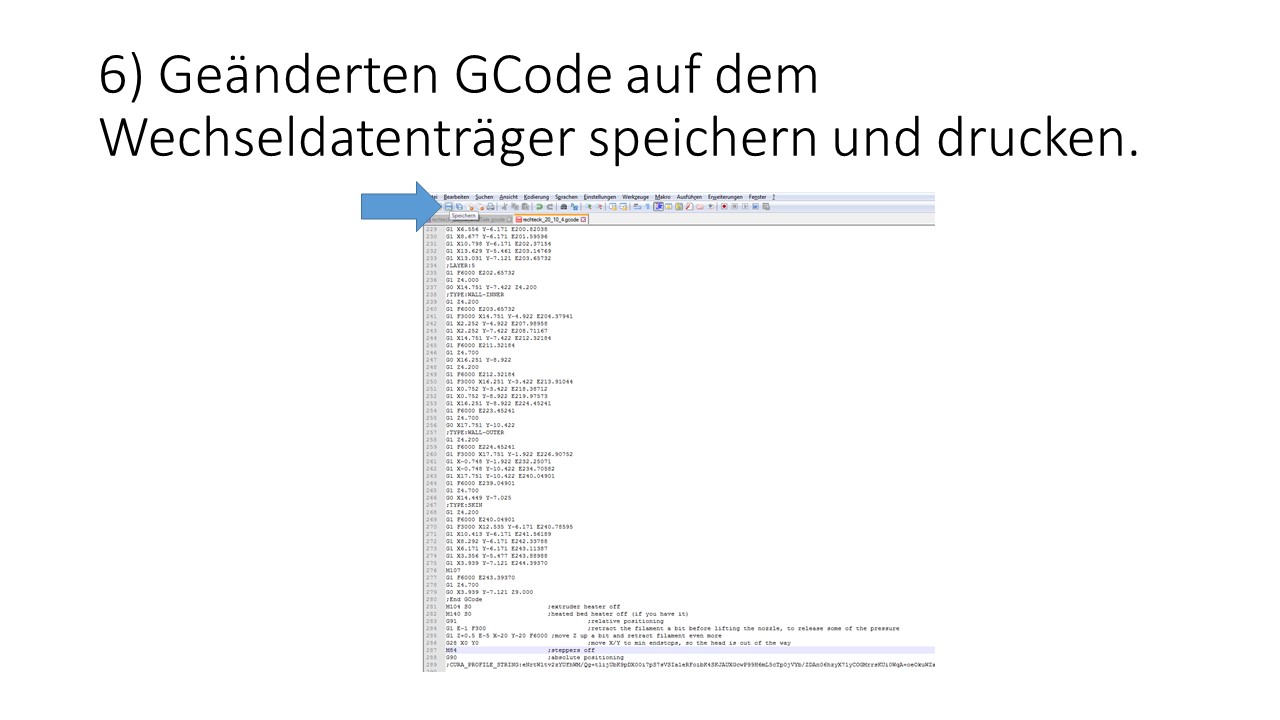 6) Geänderten GCode auf dem
Wechseldatenträger speichern und drucken.
Bearbeiten Suchen Ansicht Kodierung Sprachen Einstellungen Werkzeuge Makro Ausführen Erweiterungen Fenster ?
Speichern
rechteck_20_10_4.gcode
229 G1 X6.556 Y-6.171 E200.82038
230 G1 X8.677 Y-6.171 E201.59596
231 G1 X10.798 Y-6.171 E202.37154
232 G1 X13.629 Y-5.461 E203.14769
233 G1 X13.031 Y-7.121 E203.65732
234 ;LAYER:5
235 G1 F6000 E202.65732
236 G1 Z4.000
237 G0 X14.751 Y-7.422 Z4.200
238 ;TYPE:WALL-INNER
239 G1 Z4.200
240 G1 F6000 E203.65732
241 G1 F3000 X14.751 Y-4.922 E204.37941
242 G1 X2.252 Y-4.922 E207.98958
243 G1 X2.252 Y-7.422 E208.71167
244 G1 X14.751 Y-7.422 E212.32184
245 G1 F6000 E211.32184
246 G1 Z4.700
247 G0 X16.251 Y-8.922
248 G1 Z4.200
249 G1 F6000 E212.32184
250 G1 F3000 X16.251 Y-3.422 E213.91044
251 G1 X0.752 Y-3.422 E218.38712
252 G1 X0.752 Y-8.922 E219.97573
253 G1 X16.251 Y-8.922 E224.45241
254 G1 F6000 E223.45241
255 G1 Z4.700
256 G0 X17.751 Y-10.422
257 ;TYPE:WALL-OUTER
258 G1 Z4.200
259 G1 F6000 E224.45241
260 G1 F3000 X17.751 Y-1.922 E226.90752
261 G1 X-0.748 Y-1.922 E232.25071
262 G1 X-0.748 Y-10.422 E234.70582
263 G1 X17.751 Y-10.422 E240.04901
264 G1 F6000 E239.04901
265 G1 Z4.700
266 G0 X14.449 Y-7.025
267 ;TYPE:SKIN
268 G1 Z4.200
269 G1 F6000 E240.04901
270 G1 F3000 X12.535 Y-6.171 E240.78595
271 G1 X10.413 Y-6.171 E241.56189
272 G1 X8.292 Y-6.171 E242.33788
273 G1 X6.171 Y-6.171 E243.11387
274 G1 X3.356 Y-5.477 E243.88988
275 G1 X3.939 Y-7.121 E244.39370
276 M107
277 G1 F6000 E243.39370
278 G1 Z4.700
279 G0 X3.939 Y-7.121 Z9.000
280 ;End GCode
281 M104 S0 ;extruder heater off
282 M140 S0 ;heated bed heater off (if you have it)
283 G91 ;relative positioning
284 G1 E-1 F300 ;retract the filament a bit before lifting the nozzle, to release some of the pressure
285 G1 Z+0.5 E-5 X-20 Y-20 F6000 ;move Z up a bit and retract filament even more
286 G28 X0 Y0 ;move X/Y to min endstops, so the head is out of the way
287 M84 ;steppers off
288 G90 ;absolute positioning
289